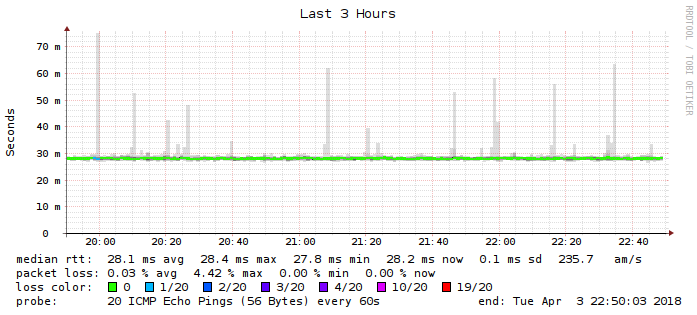 Last 3 Hours
RRDTOOL / TOBI OETIKER
Seconds
70 m
60 m
50 m
40 m
30 m
20 m
10 m
0
20:00 20:20 20:40 21:00 21:20 21:40 22:00 22:20 22:40
median rtt: 28.1 ms avg 28.4 ms max 27.8 ms min 28.2 ms now 0.1 ms sd 235.7 am/s
packet loss: 0.03 % avg 4.42 % max 0.00 % min 0.00 % now
loss color: 0 1/20 2/20 3/20 4/20 10/20 19/20
probe: 20 ICMP Echo Pings (56 Bytes) every 60s end: Tue Apr 3 22:50:03 2018